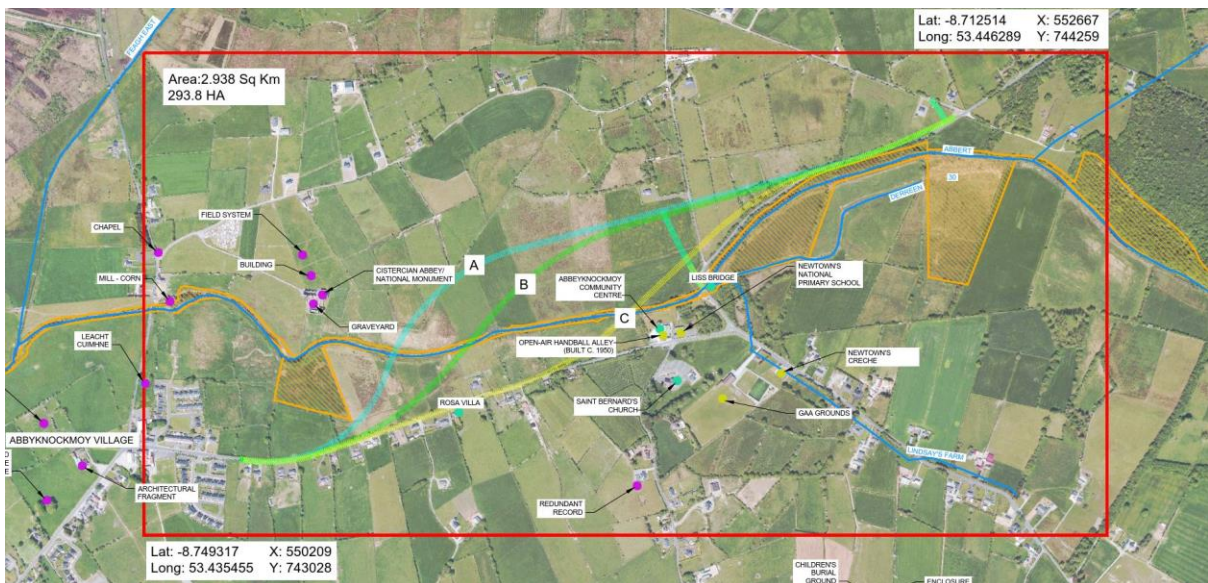 FEAGH EAST
Lat: -8.712514 X: 552667
Long: 53.446289 Y: 744259
Area:2.938 Sq Km
293.8 HA
ABBERT
30
DERREEN
CHAPEL
FIELD SYSTEM
BUILDING
CISTERCIAN ABBEY/
NATIONAL MONUMENT
MILL - CORN
GRAVEYARD
A
B
C
ABBEYKNOCKMOY
COMMUNITY
CENTRE
LISS BRIDGE
NEWTOWN'S
NATIONAL
PRIMARY SCHOOL
OPEN-AIR HANDBALL ALLEY
(BUILT C. 1950)
LEACHT
CUIMHNE
NEWTOWN'S
CRECHE
ROSA VILLA
SAINT BERNARD'S
CHURCH
GAA GROUNDS
ABBYKNOCKMOY VILLAGE
LINDSAY'S FARM
ARCHITECTURAL
FRAGMENT
REDUNDANT
RECORD
Lat: -8.749317 X: 550209
Long: 53.435455 Y: 743028
CHILDREN'S
BURIAL
GROUND
ENCLOSURE